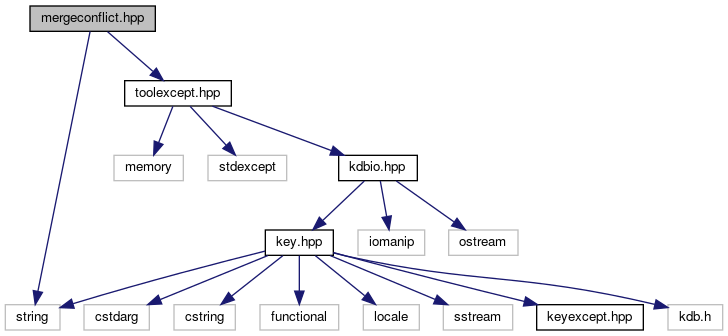 mergeconflict.hpp
toolexcept.hpp
memory
stdexcept
kdbio.hpp
key.hpp
iomanip
ostream
string
cstdarg
cstring
functional
locale
sstream
keyexcept.hpp
kdb.h